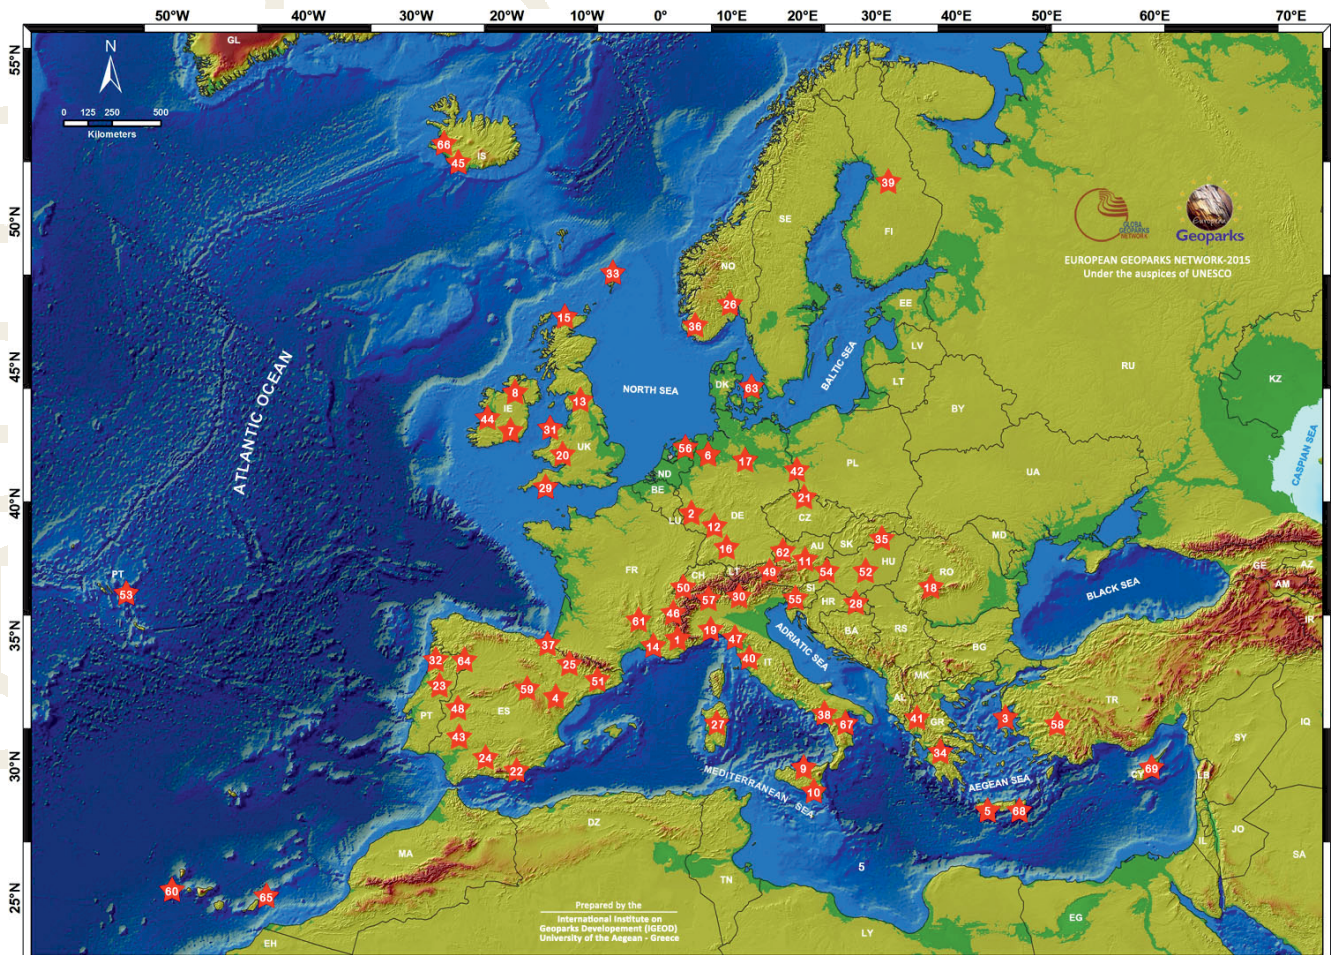 50°W 40°W 30°W 20°W 10°W 0° 10°E 20°E 30°E 40°E 50°E 60°E 70°E
55°N
GL
N
0 125 250 500
Kilometers
66
45
IS
39
SE
FI
50°N
GLOBAL
GEOPARKS
NETWORK
European
Geoparks
EUROPEAN GEOPARKS NETWORK-2015
Under the auspices of UNESCO
33
NO
26
36
15
EE
LV
LT
RU
45°N
ATLANTIC OCEAN
NORTH SEA
BALTIC SEA
DK
63
KZ
BY
8
IE
13
44
7
31
UK
20
29
56
6
17
42
PL
UA
CASPIAN SEA
ND
BE
21
40°N
LU
2
DE
12
CZ
16
62
AU
11
SK
35
MD
HU
FR
CH
LT
49
54
52
RO
18
GE
AZ
AM
IR
PT
53
50
57
30
SI
55
HR
28
BLACK SEA
46
61
35°N
14
1
19
47
40
IT
ADRIATIC SEA
BA
RS
BG
37
32
64
25
51
23
59
4
MK
AL
48
ES
PT
43
27
38
67
41
GR
3
58
TR
IQ
SY
34
30°N
24
22
9
10
MEDITERRANEAN SEA
AEGEAN SEA
CY
69
LB
5
68
DZ
MA
JO
IL
SA
5
TN
25°N
60
65
EH
LY
EG
Prepared by the
International Institute on
Geoparks Developement (IGEOD)
University of the Aegean - Greece